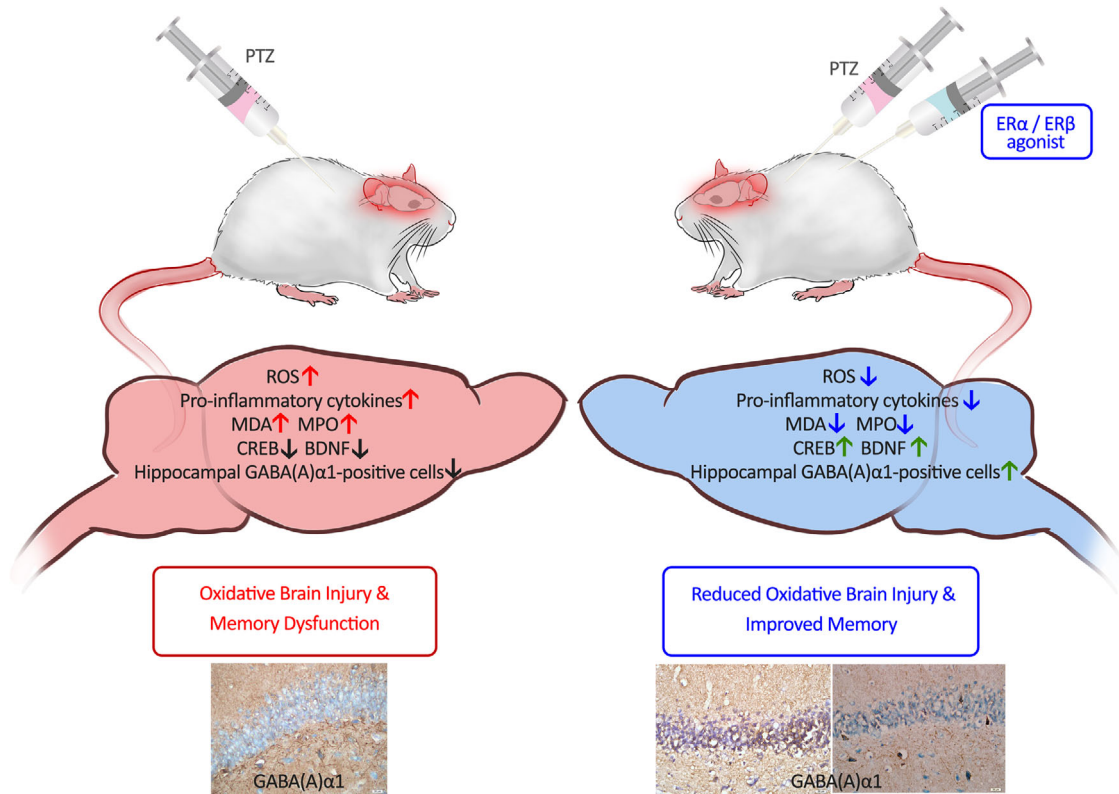 PTZ
PTZ
ERα / ERβ
agonist
ROS↑
Pro-inflammatory cytokines↑
MDA↑ MPO↑
CREB↓ BDNF↓
Hippocampal GABA(A)α1-positive cells↓
ROS↓
Pro-inflammatory cytokines↓
MDA↓ MPO↓
CREB↑ BDNF↑
Hippocampal GABA(A)α1-positive cells↑
Oxidative Brain Injury &
Memory Dysfunction
Reduced Oxidative Brain Injury &
Improved Memory
GABA(A)α1
GABA(A)α1